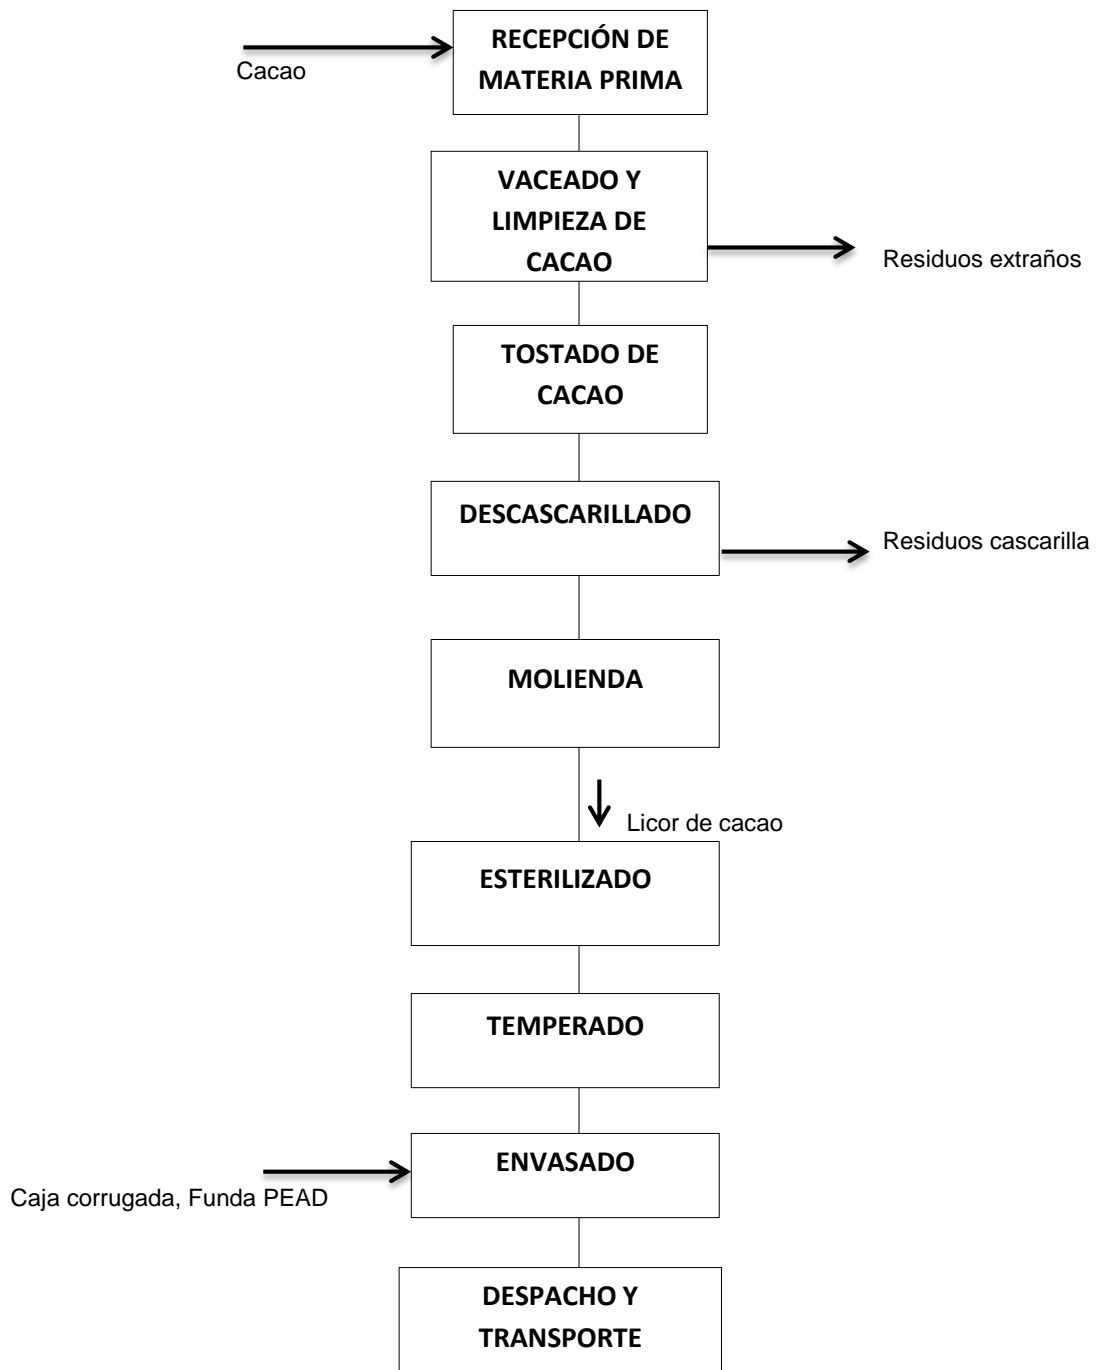 RECEPCIÓN DE
MATERIA PRIMA
Cacao
VACEADO Y
LIMPIEZA DE
CACAO
Residuos extraños
TOSTADO DE
CACAO
DESCASCARILLADO
Residuos cascarilla
MOLIENDA
Licor de cacao
ESTERILIZADO
TEMPERADO
ENVASADO
Caja corrugada, Funda PEAD
DESPACHO Y
TRANSPORTE